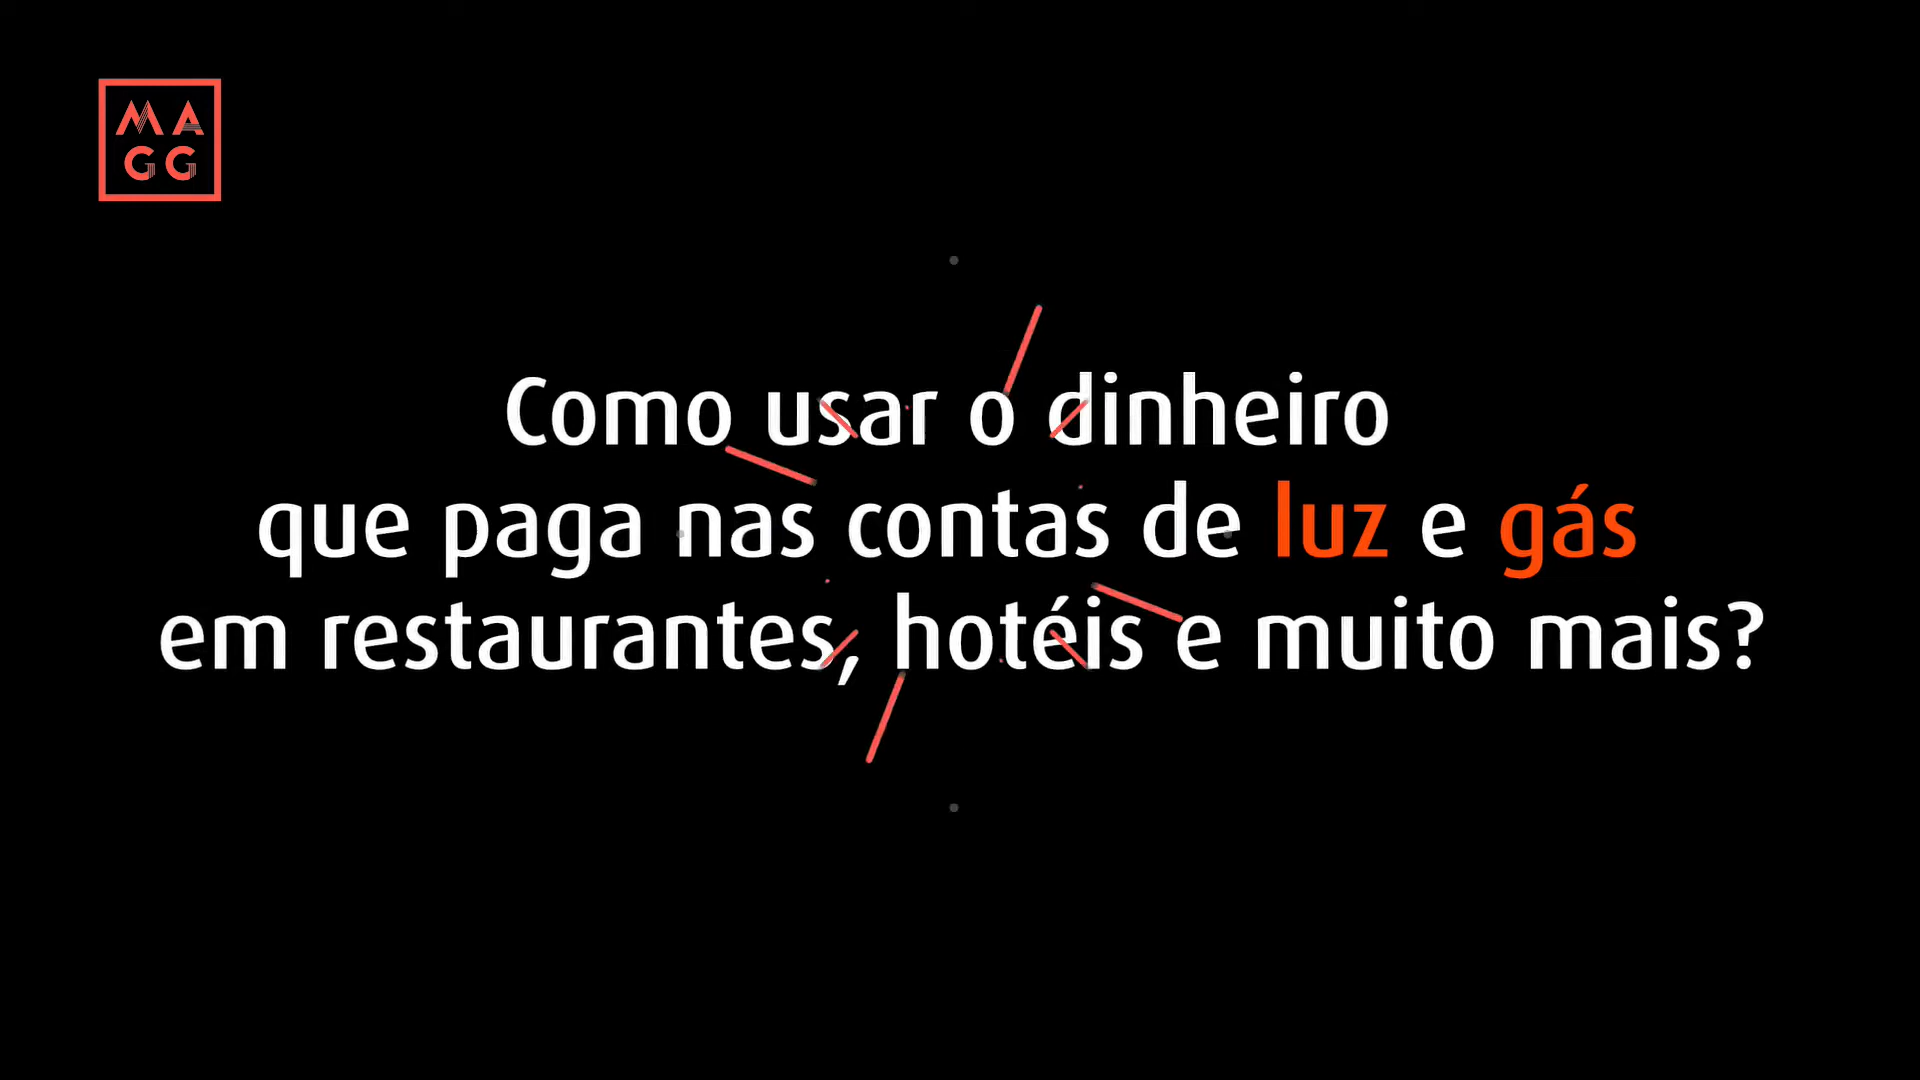 MA
GG
Como usar o dinheiro
que paga nas contas de luz e gás
em restaurantes, hotéis e muito mais?